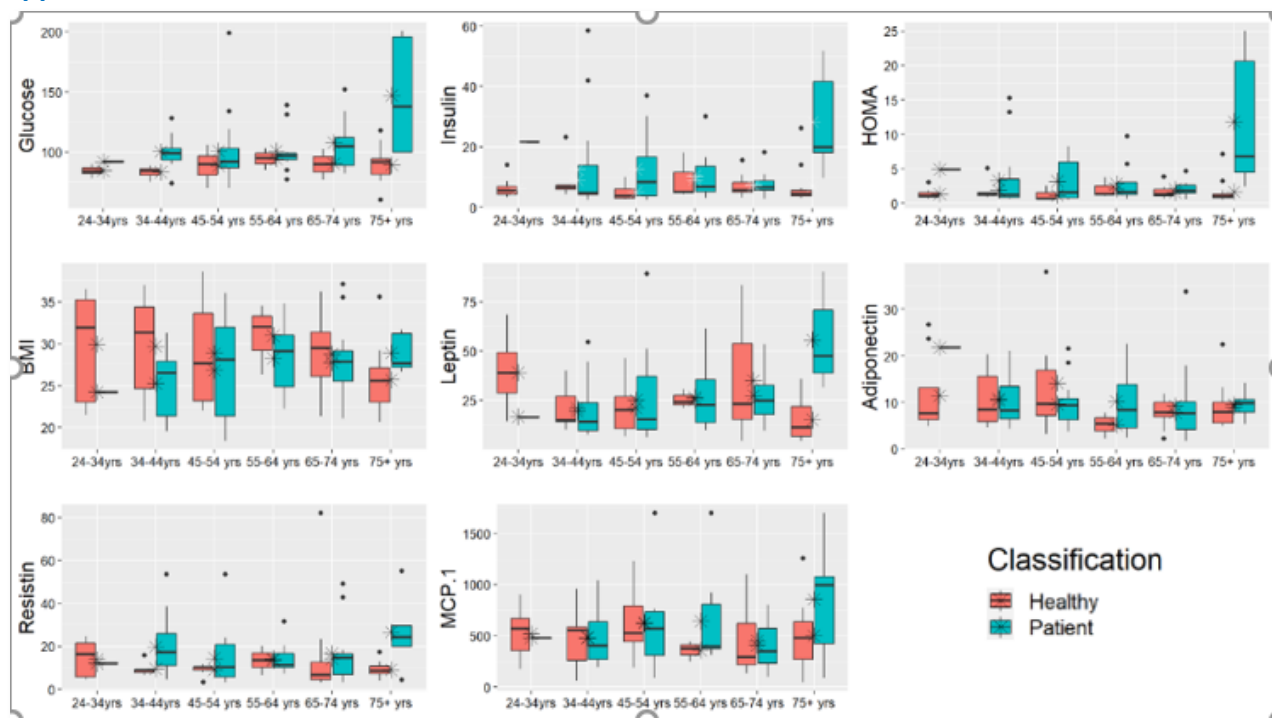 Glucose
200
150
100
24-34yrs 34-44yrs 45-54 yrs 55-64 yrs 65-74 yrs 75+ yrs
Insulin
60
40
20
0
24-34yrs 34-44yrs 45-54 yrs 55-64 yrs 65-74 yrs 75+ yrs
HOMA
25
20
15
10
5
0
24-34yrs 34-44yrs 45-54 yrs 55-64 yrs 65-74 yrs 75+ yrs
BMI
35
30
25
20
24-34yrs 34-44yrs 45-54 yrs 55-64 yrs 65-74 yrs 75+ yrs
Leptin
75
50
25
24-34yrs 34-44yrs 45-54 yrs 55-64 yrs 65-74 yrs 75+ yrs
Adiponectin
30
20
10
0
24-34yrs 34-44yrs 45-54 yrs 55-64 yrs 65-74 yrs 75+ yrs
Resistin
80
60
40
20
0
24-34yrs 34-44yrs 45-54 yrs 55-64 yrs 65-74 yrs 75+ yrs
MCP.1
1500
1000
500
0
24-34yrs 34-44yrs 45-54 yrs 55-64 yrs 65-74 yrs 75+ yrs
Classification
Healthy
Patient